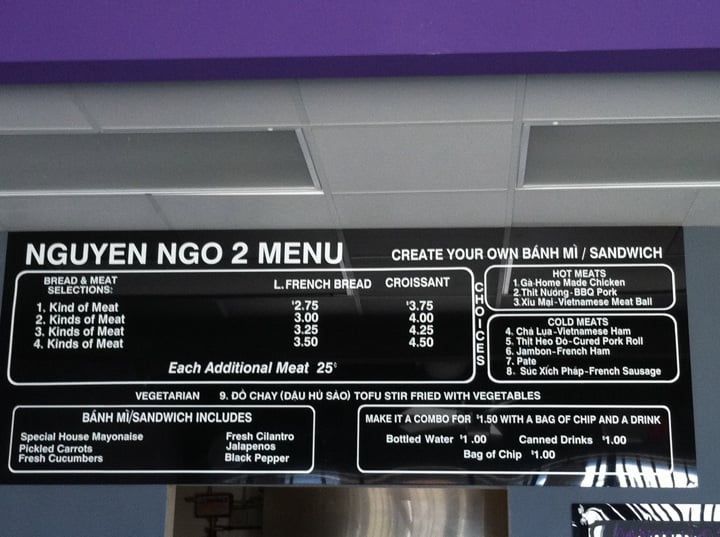 NGUYEN NGO 2 MENU
CREATE YOUR OWN BÁNH MÌ / SANDWICH
BREAD & MEAT SELECTIONS: L. FRENCH BREAD CROISSANT
1. Kind of Meat $2.75 $3.75
2. Kinds of Meat 3.00 4.00
3. Kinds of Meat 3.25 4.25
4. Kinds of Meat 3.50 4.50
Each Additional Meat 25¢
CHOICES
HOT MEATS
1. Gà-Home Made Chicken
2. Thit Nướng-BBQ Pork
3. Xíu Mại-Vietnamese Meat Ball
COLD MEATS
4. Chả Lụa-Vietnamese Ham
5. Thịt Heo Đỏ-Cured Pork Roll
6. Jambon-French Ham
7. Pate
8. Súc Xích Pháp-French Sausage
VEGETARIAN 9. DỒ CHAY (DẬU HỦ SÀO) TOFU STIR FRIED WITH VEGETABLES
BÁNH MÌ/SANDWICH INCLUDES
Special House Mayonaise Fresh Cilantro
Pickled Carrots Jalapenos
Fresh Cucumbers Black Pepper
MAKE IT A COMBO FOR $1.50 WITH A BAG OF CHIP AND A DRINK
Bottled Water $1.00 Canned Drinks $1.00
Bag of Chip $1.00